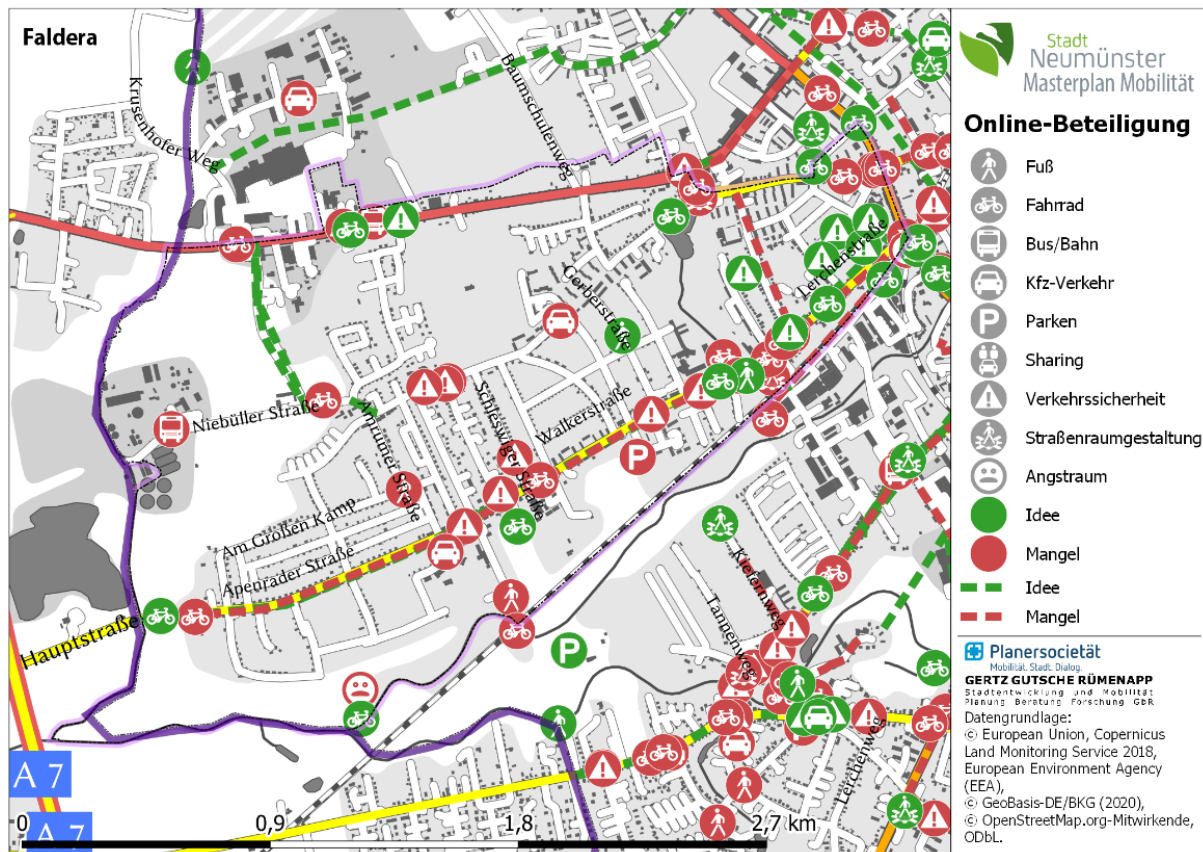 Faldera
Krusenhofer Weg
Baumschulenweg
Gerberstraße
Lerchenstraße
Niebüller Straße
Amrumer Straße
Schleswiger Straße
Walkerstraße
Am Großen Kamp
Apenrader Straße
Hauptstraße
Kiefernweg
Tannenweg
Lerchenweg
A 7
A 7
0
0,9
1,8
2,7 km
Stadt
Neumünster
Masterplan Mobilität
Online-Beteiligung
Fuß
Fahrrad
Bus/Bahn
Kfz-Verkehr
P Parken
Sharing
Verkehrssicherheit
Straßenraumgestaltung
Angstraum
Idee
Mangel
Idee
Mangel
P
P
Planersocietät
Mobilität. Stadt. Dialog.
GERTZ GUTSCHE RÜMENAPP
Stadtentwicklung und Mobilität
Planung Beratung Forschung GbR
Datengrundlage:
© European Union, Copernicus
Land Monitoring Service 2018,
European Environment Agency
(EEA),
© GeoBasis-DE/BKG (2020),
© OpenStreetMap.org-Mitwirkende,
ODbL.